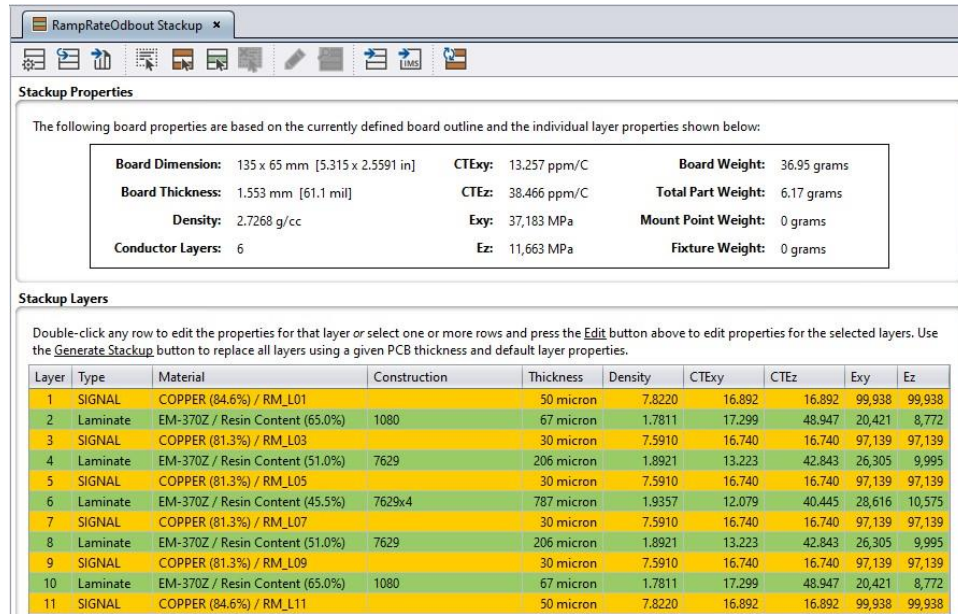 RampRateOdbout Stackup ×
LIMS
Stackup Properties
The following board properties are based on the currently defined board outline and the individual layer properties shown below:
Board Dimension: 135 x 65 mm [5.315 x 2.5591 in] CTExy: 13.257 ppm/C Board Weight: 36.95 grams
Board Thickness: 1.553 mm [61.1 mil] CTEz: 38.466 ppm/C Total Part Weight: 6.17 grams
Density: 2.7268 g/cc Exy: 37,183 MPa Mount Point Weight: 0 grams
Conductor Layers: 6 Ez: 11,663 MPa Fixture Weight: 0 grams
Stackup Layers
Double-click any row to edit the properties for that layer or select one or more rows and press the Edit button above to edit properties for the selected layers. Use
the Generate Stackup button to replace all layers using a given PCB thickness and default layer properties.
Layer Type Material Construction Thickness Density CTExy CTEz Exy Ez
1 SIGNAL COPPER (84.6%) / RM_L01 50 micron 7.8220 16.892 16.892 99,938 99,938
2 Laminate EM-370Z / Resin Content (65.0%) 1080 67 micron 1.7811 17.299 48.947 20,421 8,772
3 SIGNAL COPPER (81.3%) / RM_L03 30 micron 7.5910 16.740 16.740 97,139 97,139
4 Laminate EM-370Z / Resin Content (51.0%) 7629 206 micron 1.8921 13.223 42.843 26,305 9,995
5 SIGNAL COPPER (81.3%) / RM_L05 30 micron 7.5910 16.740 16.740 97,139 97,139
6 Laminate EM-370Z / Resin Content (45.5%) 7629x4 787 micron 1.9357 12.079 40.445 28,616 10,575
7 SIGNAL COPPER (81.3%) / RM_L07 30 micron 7.5910 16.740 16.740 97,139 97,139
8 Laminate EM-370Z / Resin Content (51.0%) 7629 206 micron 1.8921 13.223 42.843 26,305 9,995
9 SIGNAL COPPER (81.3%) / RM_L09 30 micron 7.5910 16.740 16.740 97,139 97,139
10 Laminate EM-370Z / Resin Content (65.0%) 1080 67 micron 1.7811 17.299 48.947 20,421 8,772
11 SIGNAL COPPER (84.6%) / RM_L11 50 micron 7.8220 16.892 16.892 99,938 99,938